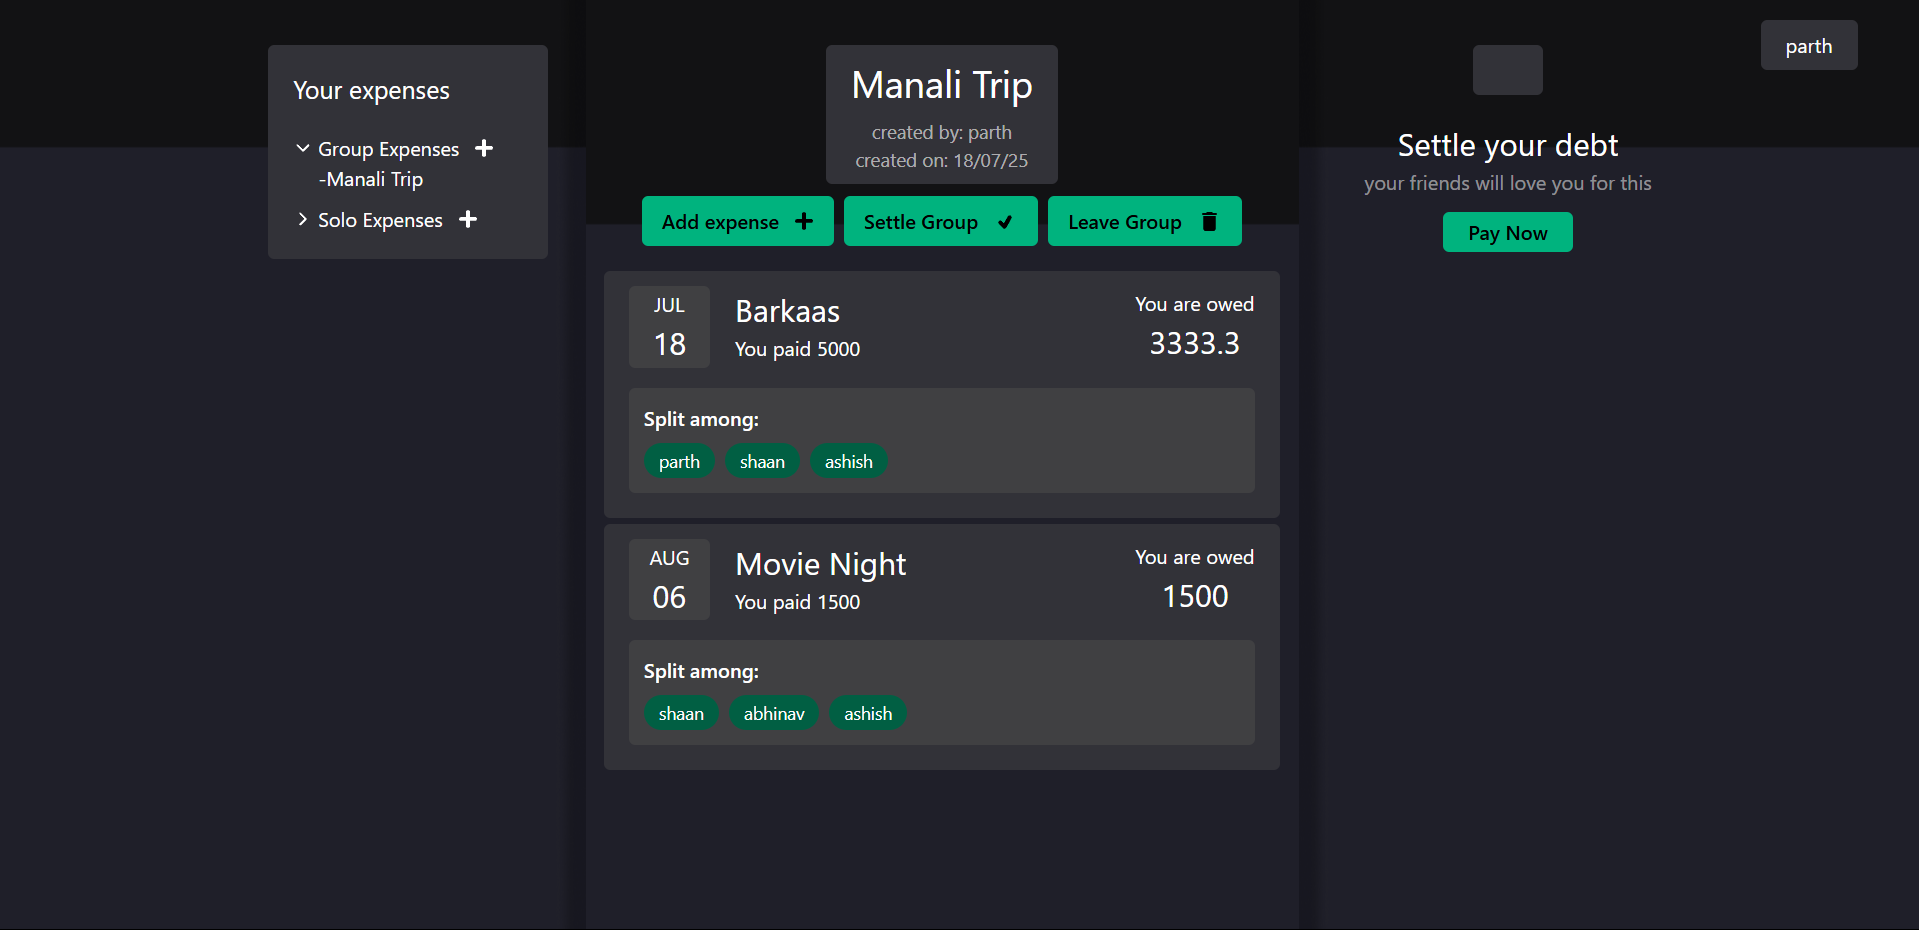 Your expenses
Group Expenses
-Manali Trip
Solo Expenses
Manali Trip
created by: parth
created on: 18/07/25
Add expense
Settle Group
Leave Group
JUL
18
Barkaas
You paid 5000
You are owed
3333.3
Split among:
parth shaan ashish
AUG
06
Movie Night
You paid 1500
You are owed
1500
Split among:
shaan abhinav ashish
parth
Settle your debt
your friends will love you for this
Pay Now